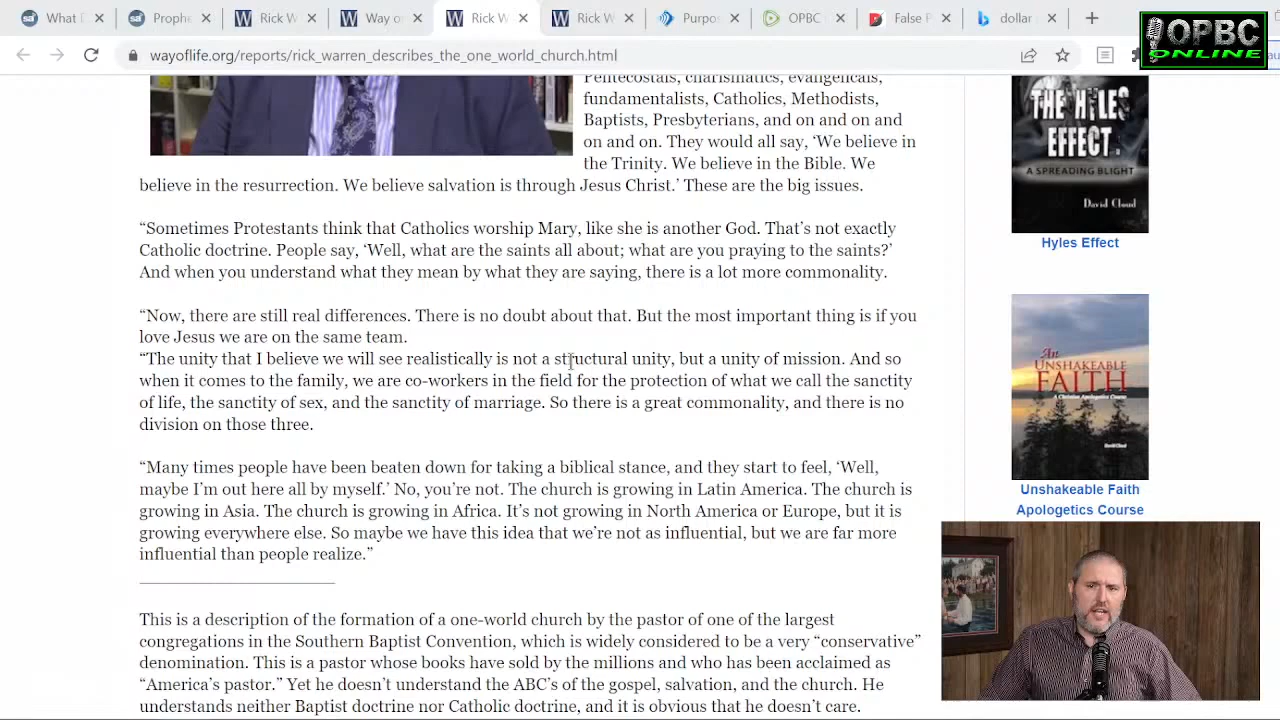 What D
Prophe
Rick W
Way on
Rick W
Rick W
Purpos
OPBC
False P
dollar
OPBC
ONLINE
wayoflife.org/reports/rick_warren_describes_the_one_world_church.html
Pentecostals, charismatics, evangelicals,
fundamentalists, Catholics, Methodists,
Baptists, Presbyterians, and on and on and
on and on. They would all say, ‘We believe in
the Trinity. We believe in the Bible. We
believe in the resurrection. We believe salvation is through Jesus Christ.’ These are the big issues.
“Sometimes Protestants think that Catholics worship Mary, like she is another God. That’s not exactly
Catholic doctrine. People say, ‘Well, what are the saints all about; what are you praying to the saints?’
And when you understand what they mean by what they are saying, there is a lot more commonality.
“Now, there are still real differences. There is no doubt about that. But the most important thing is if you
love Jesus we are on the same team.
“The unity that I believe we will see realistically is not a structural unity, but a unity of mission. And so
when it comes to the family, we are co-workers in the field for the protection of what we call the sanctity
of life, the sanctity of sex, and the sanctity of marriage. So there is a great commonality, and there is no
division on those three.
“Many times people have been beaten down for taking a biblical stance, and they start to feel, ‘Well,
maybe I’m out here all by myself.’ No, you’re not. The church is growing in Latin America. The church is
growing in Asia. The church is growing in Africa. It’s not growing in North America or Europe, but it is
growing everywhere else. So maybe we have this idea that we’re not as influential, but we are far more
influential than people realize.”
This is a description of the formation of a one-world church by the pastor of one of the largest
congregations in the Southern Baptist Convention, which is widely considered to be a very “conservative”
denomination. This is a pastor whose books have sold by the millions and who has been acclaimed as
“America’s pastor.” Yet he doesn’t understand the ABC’s of the gospel, salvation, and the church. He
understands neither Baptist doctrine nor Catholic doctrine, and it is obvious that he doesn’t care.
THE HYLES
EFFECT
A SPREADING BLIGHT
David Cloud
Hyles Effect
An
UNSHAKEABLE
FAITH
A Christian Apologetics Course
David Cloud
Unshakeable Faith
Apologetics Course